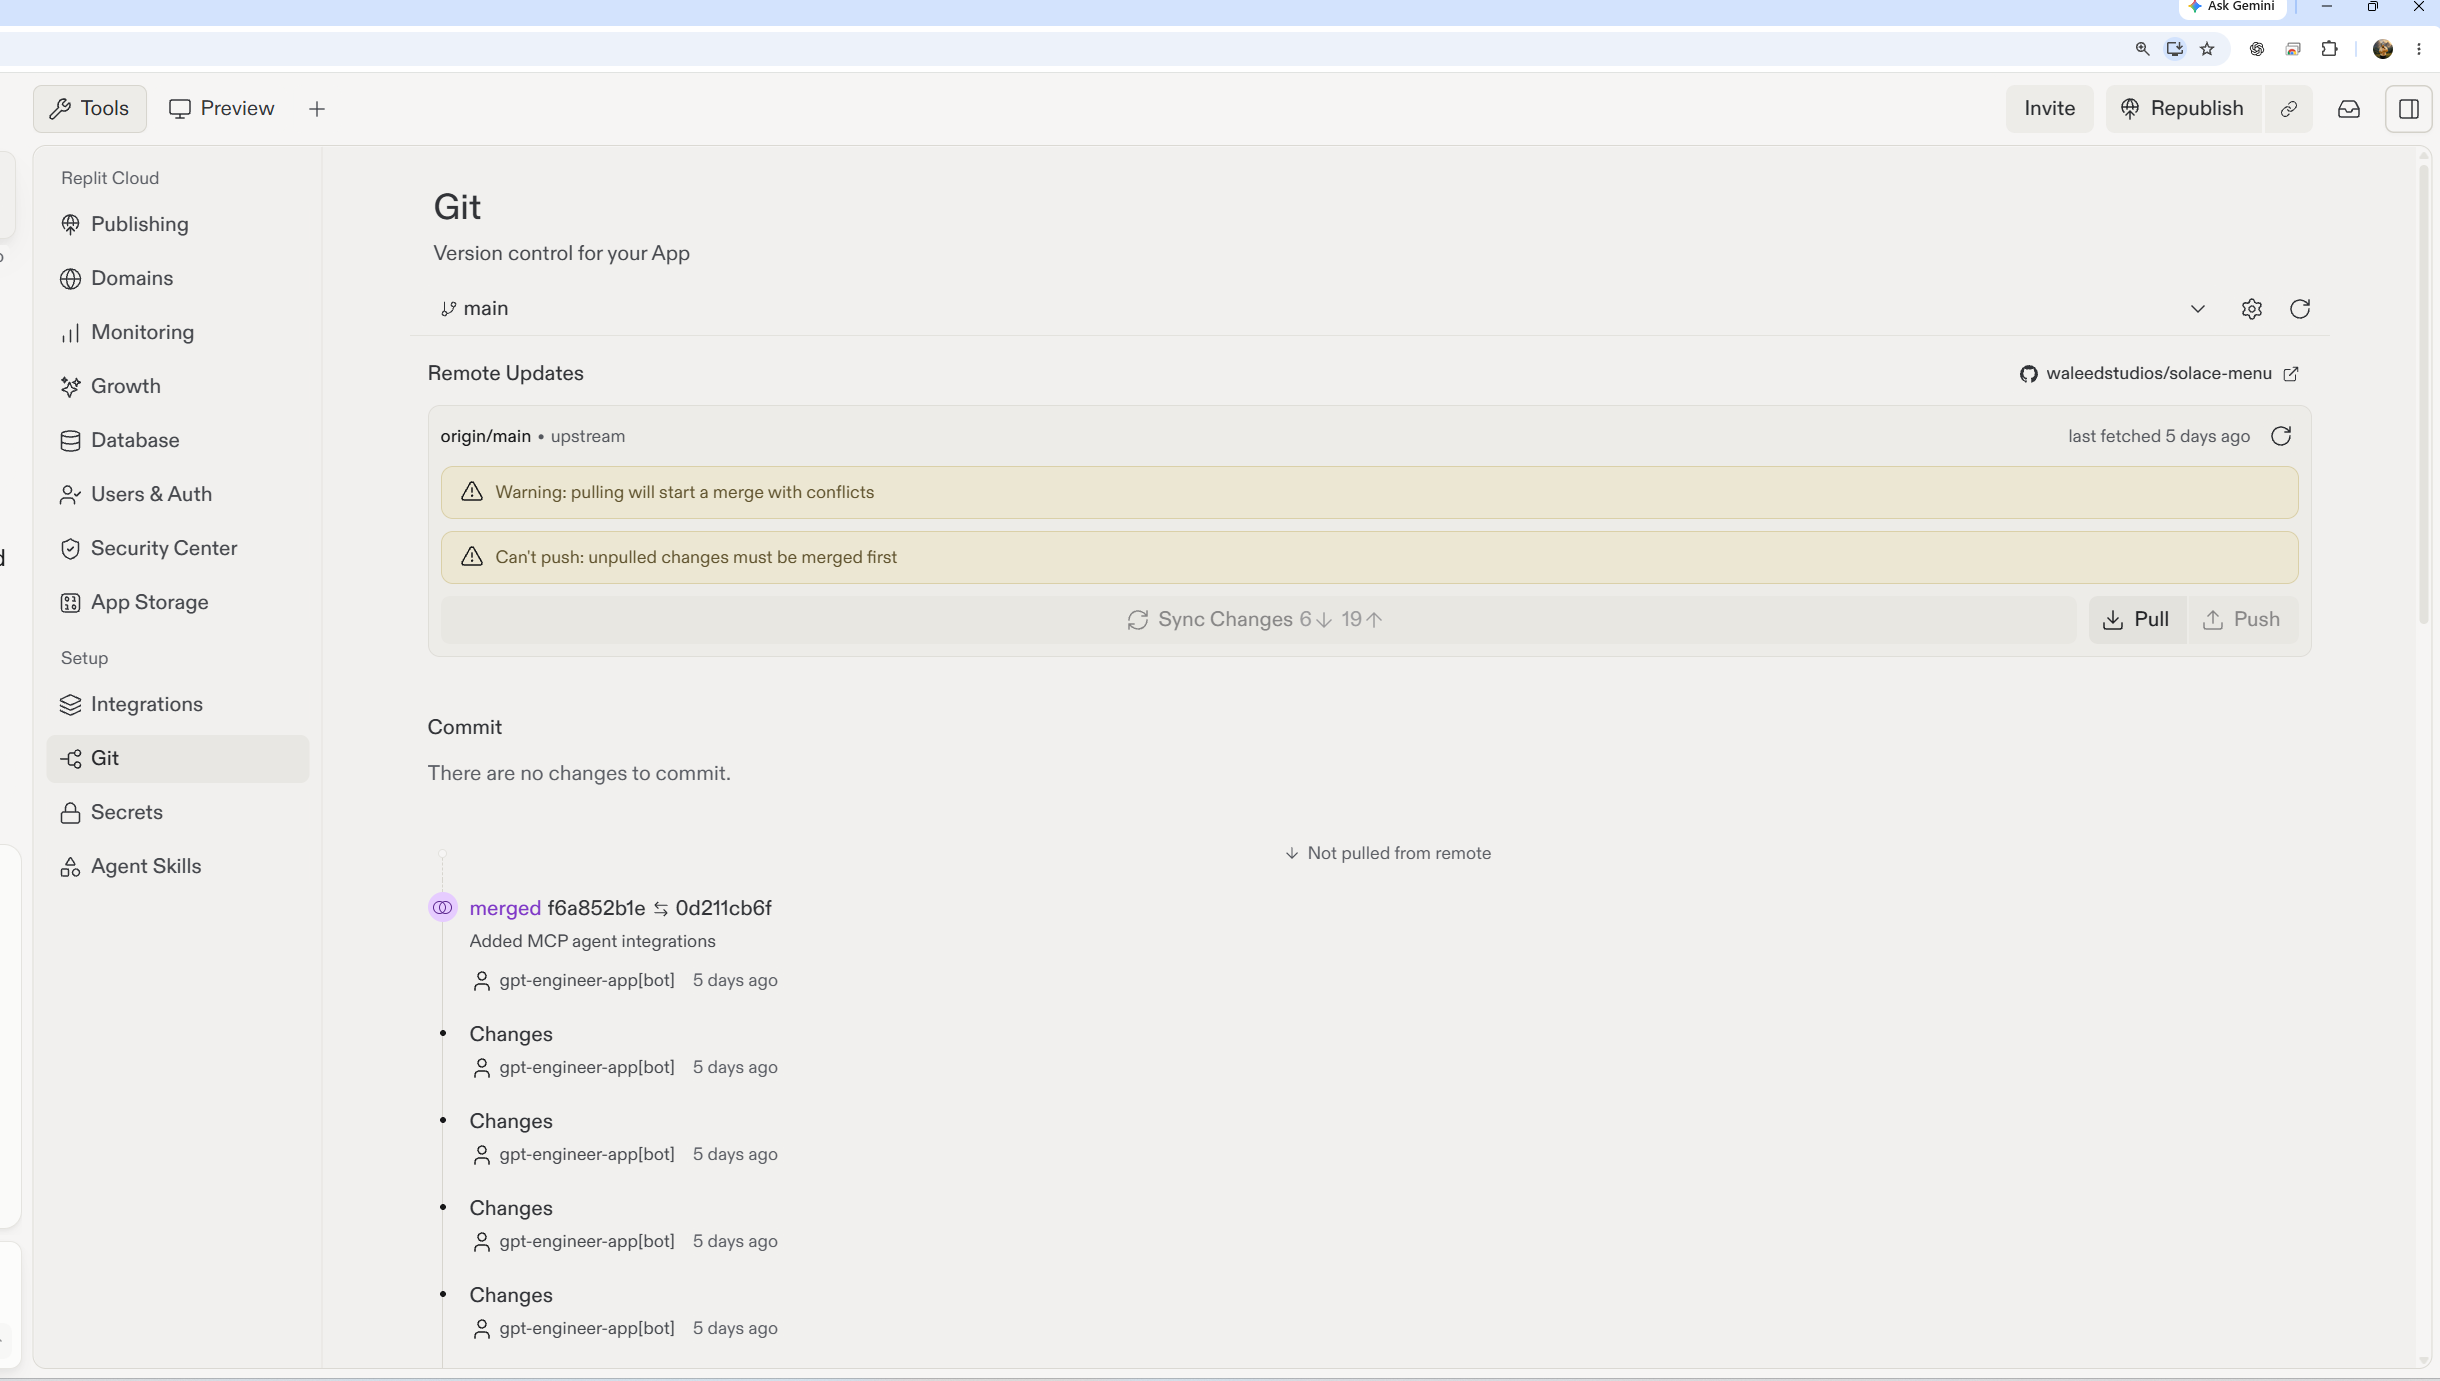 Ask Gemini
Tools
Preview
Invite
Republish
Replit Cloud
Publishing
Domains
Monitoring
Growth
Database
Users & Auth
Security Center
App Storage
Setup
Integrations
Git
Secrets
Agent Skills
Git
Version control for your App
main
Remote Updates
waleedstudios/solace-menu
origin/main • upstream
last fetched 5 days ago
Warning: pulling will start a merge with conflicts
Can't push: unpulled changes must be merged first
Sync Changes 6↓ 19↑
Pull
Push
Commit
There are no changes to commit.
↓ Not pulled from remote
merged f6a852b1e ⇆ 0d211cb6f
Added MCP agent integrations
gpt-engineer-app[bot] 5 days ago
Changes
gpt-engineer-app[bot] 5 days ago
Changes
gpt-engineer-app[bot] 5 days ago
Changes
gpt-engineer-app[bot] 5 days ago
Changes
gpt-engineer-app[bot] 5 days ago